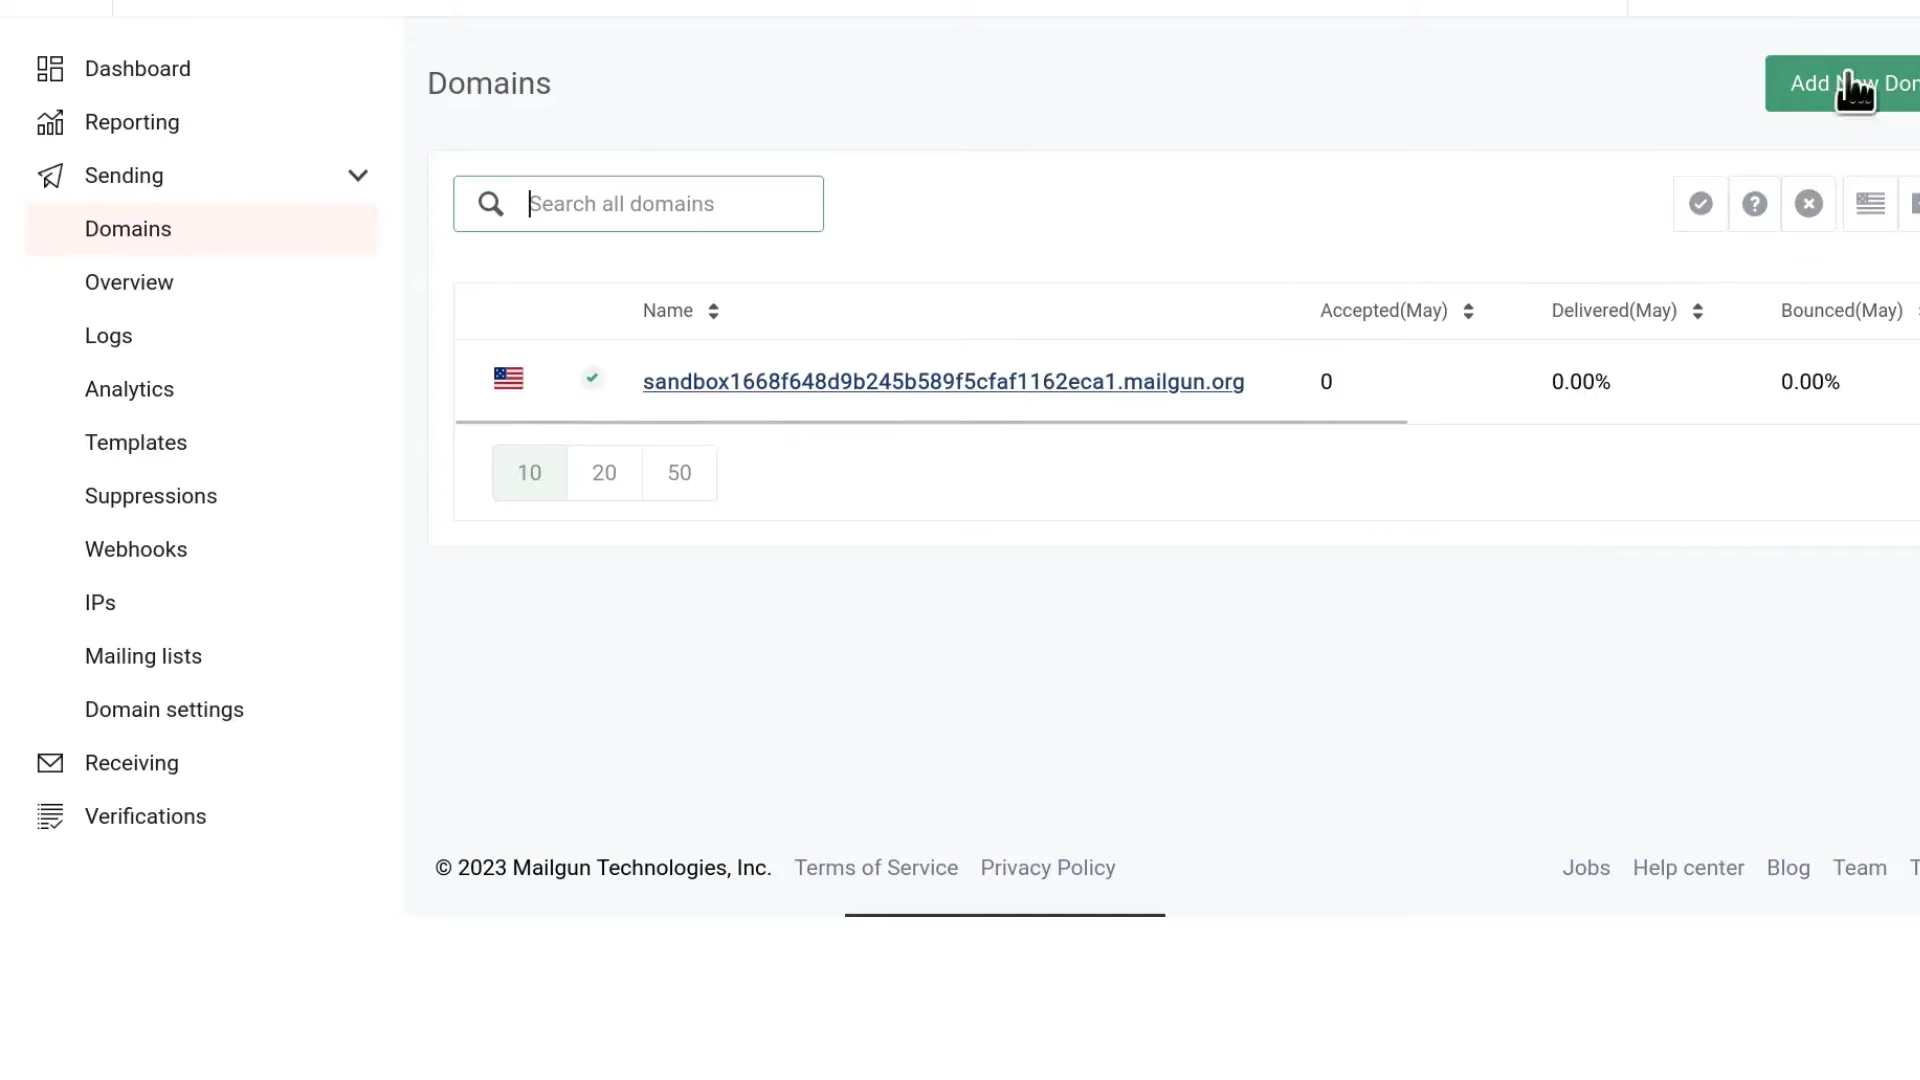 Dashboard
Reporting
Sending
Domains
Overview
Logs
Analytics
Templates
Suppressions
Webhooks
IPs
Mailing lists
Domain settings
Receiving
Verifications
Domains
Add
Search all domains
Name Accepted(May) Delivered(May) Bounced(May)
sandbox1668f648d9b245b589f5cfaf1162eca1.mailgun.org 0 0.00% 0.00%
10 20 50
© 2023 Mailgun Technologies, Inc. Terms of Service Privacy Policy Jobs Help center Blog Team